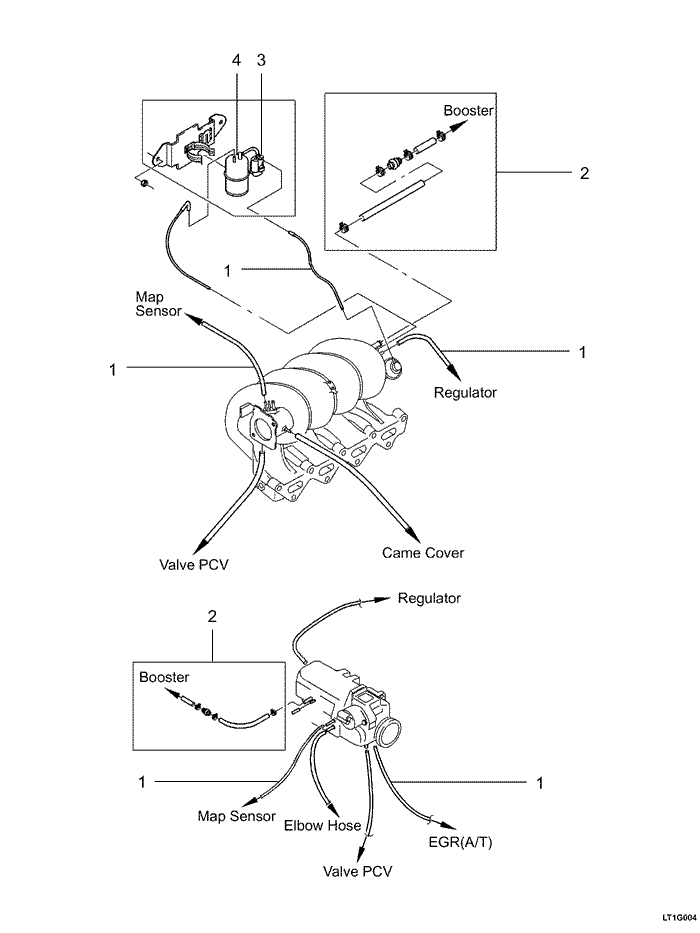 4 3
Booster
2
1
Map
Sensor
1
1
Regulator
Came Cover
Valve PCV
Regulator
2
Booster
1
1
Map Sensor
Elbow Hose
EGR(A/T)
Valve PCV
LT1G004